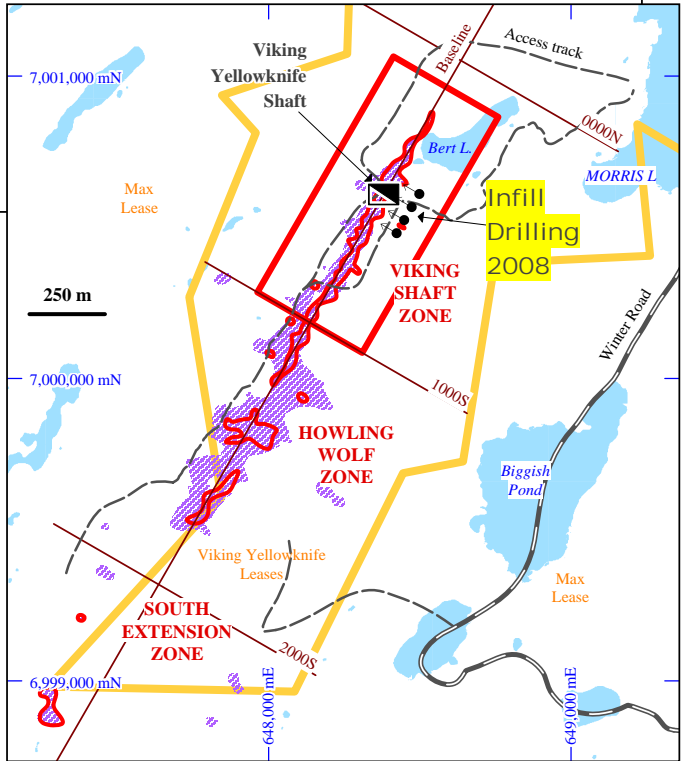 Viking
Yellowknife
Shaft
Baseline
Access track
7,001,000 mN
0000N
Bert L.
MORRIS L
Max
Lease
Infill
Drilling
2008
VIKING
SHAFT
ZONE
250 m
Winter Road
7,000,000 mN
1000S
HOWLING
WOLF
ZONE
Biggish
Pond
Viking Yellowknife
Leases
Max
Lease
SOUTH
EXTENSION
ZONE
2000S
6,999,000 mN
648,000 mE
649,000 mE